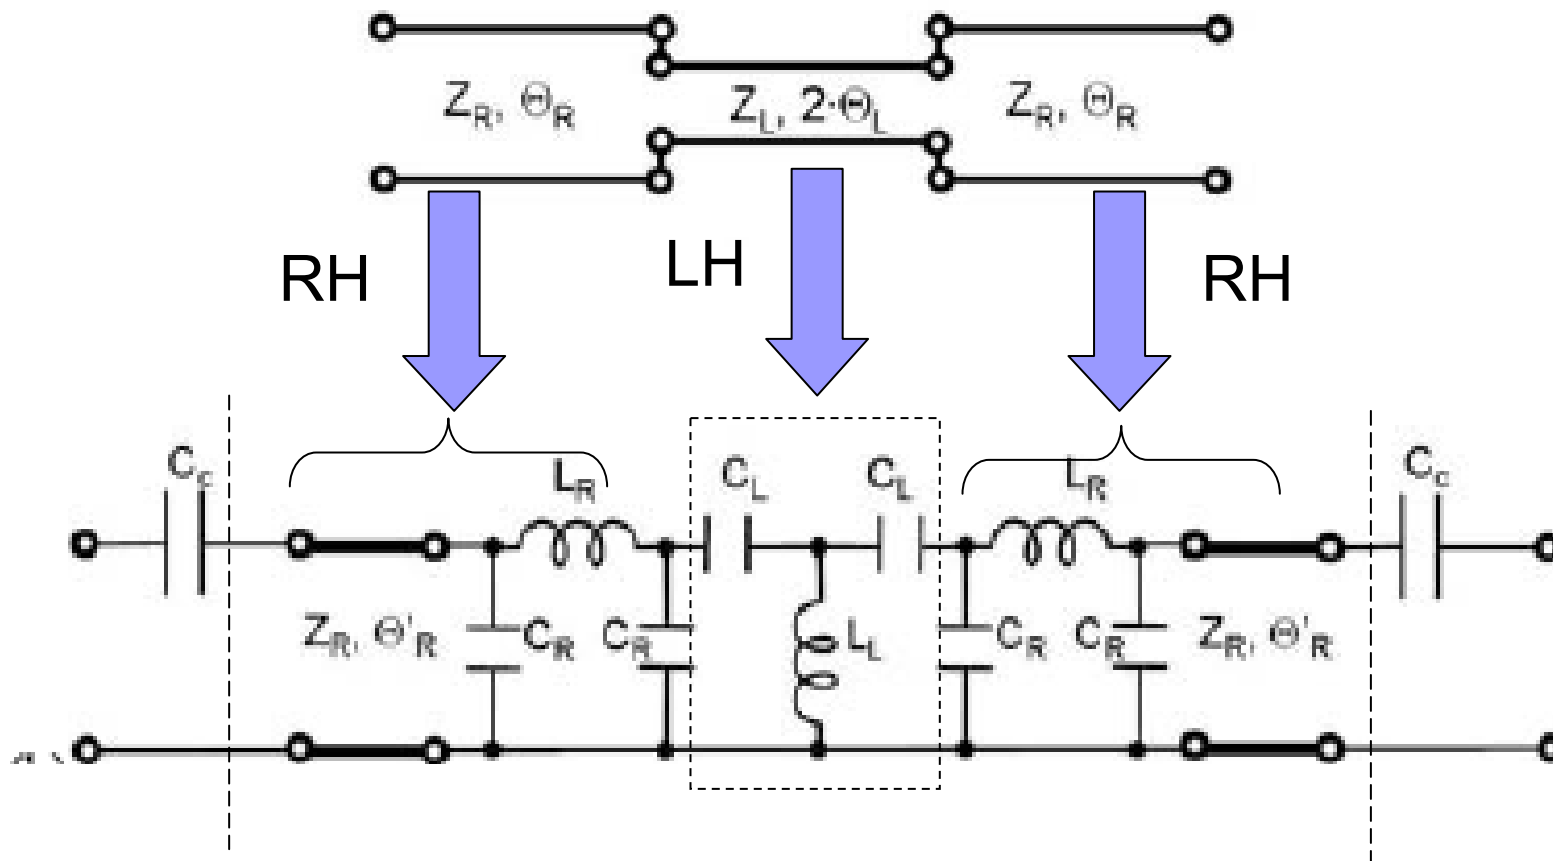 Z_R, Θ_R
Z_L, 2·Θ_L
Z_R, Θ_R
RH
LH
RH
C_c
L_R
C_L
C_L
L_R
C_c
Z_R, Θ'_R
C_R
C_R
L_L
C_R
C_R
Z_R, Θ'_R